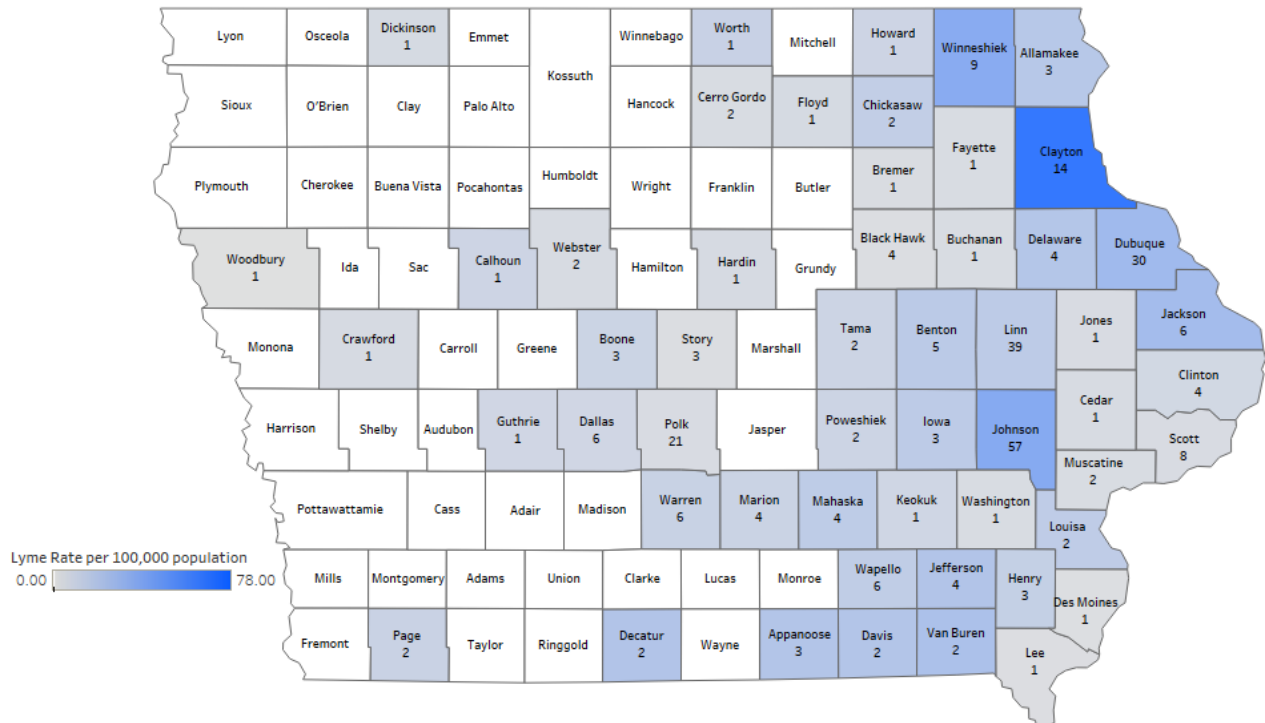 Lyon
Osceola
Dickinson
1
Emmet
Winnebago
Worth
1
Mitchell
Howard
1
Winneshiek
9
Allamakee
3
Kossuth
Sioux
O'Brien
Clay
Palo Alto
Hancock
Cerro Gordo
2
Floyd
1
Chickasaw
2
Fayette
1
Clayton
14
Plymouth
Cherokee
Buena Vista
Pocahontas
Humboldt
Wright
Franklin
Butler
Bremer
1
Woodbury
1
Ida
Sac
Calhoun
1
Webster
2
Hamilton
Hardin
1
Grundy
Black Hawk
4
Buchanan
1
Delaware
4
Dubuque
30
Monona
Crawford
1
Carroll
Greene
Boone
3
Story
3
Marshall
Tama
2
Benton
5
Linn
39
Jones
1
Jackson
6
Clinton
4
Harrison
Shelby
Audubon
Guthrie
1
Dallas
6
Polk
21
Jasper
Poweshiek
2
Iowa
3
Johnson
57
Cedar
1
Scott
8
Muscatine
2
Pottawattamie
Cass
Adair
Madison
Warren
6
Marion
4
Mahaska
4
Keokuk
1
Washington
1
Louisa
2
Lyme Rate per 100,000 population
0.00 78.00
Mills
Montgomery
Adams
Union
Clarke
Lucas
Monroe
Wapello
6
Jefferson
4
Henry
3
Des Moines
1
Fremont
Page
2
Taylor
Ringgold
Decatur
2
Wayne
Appanoose
3
Davis
2
Van Buren
2
Lee
1